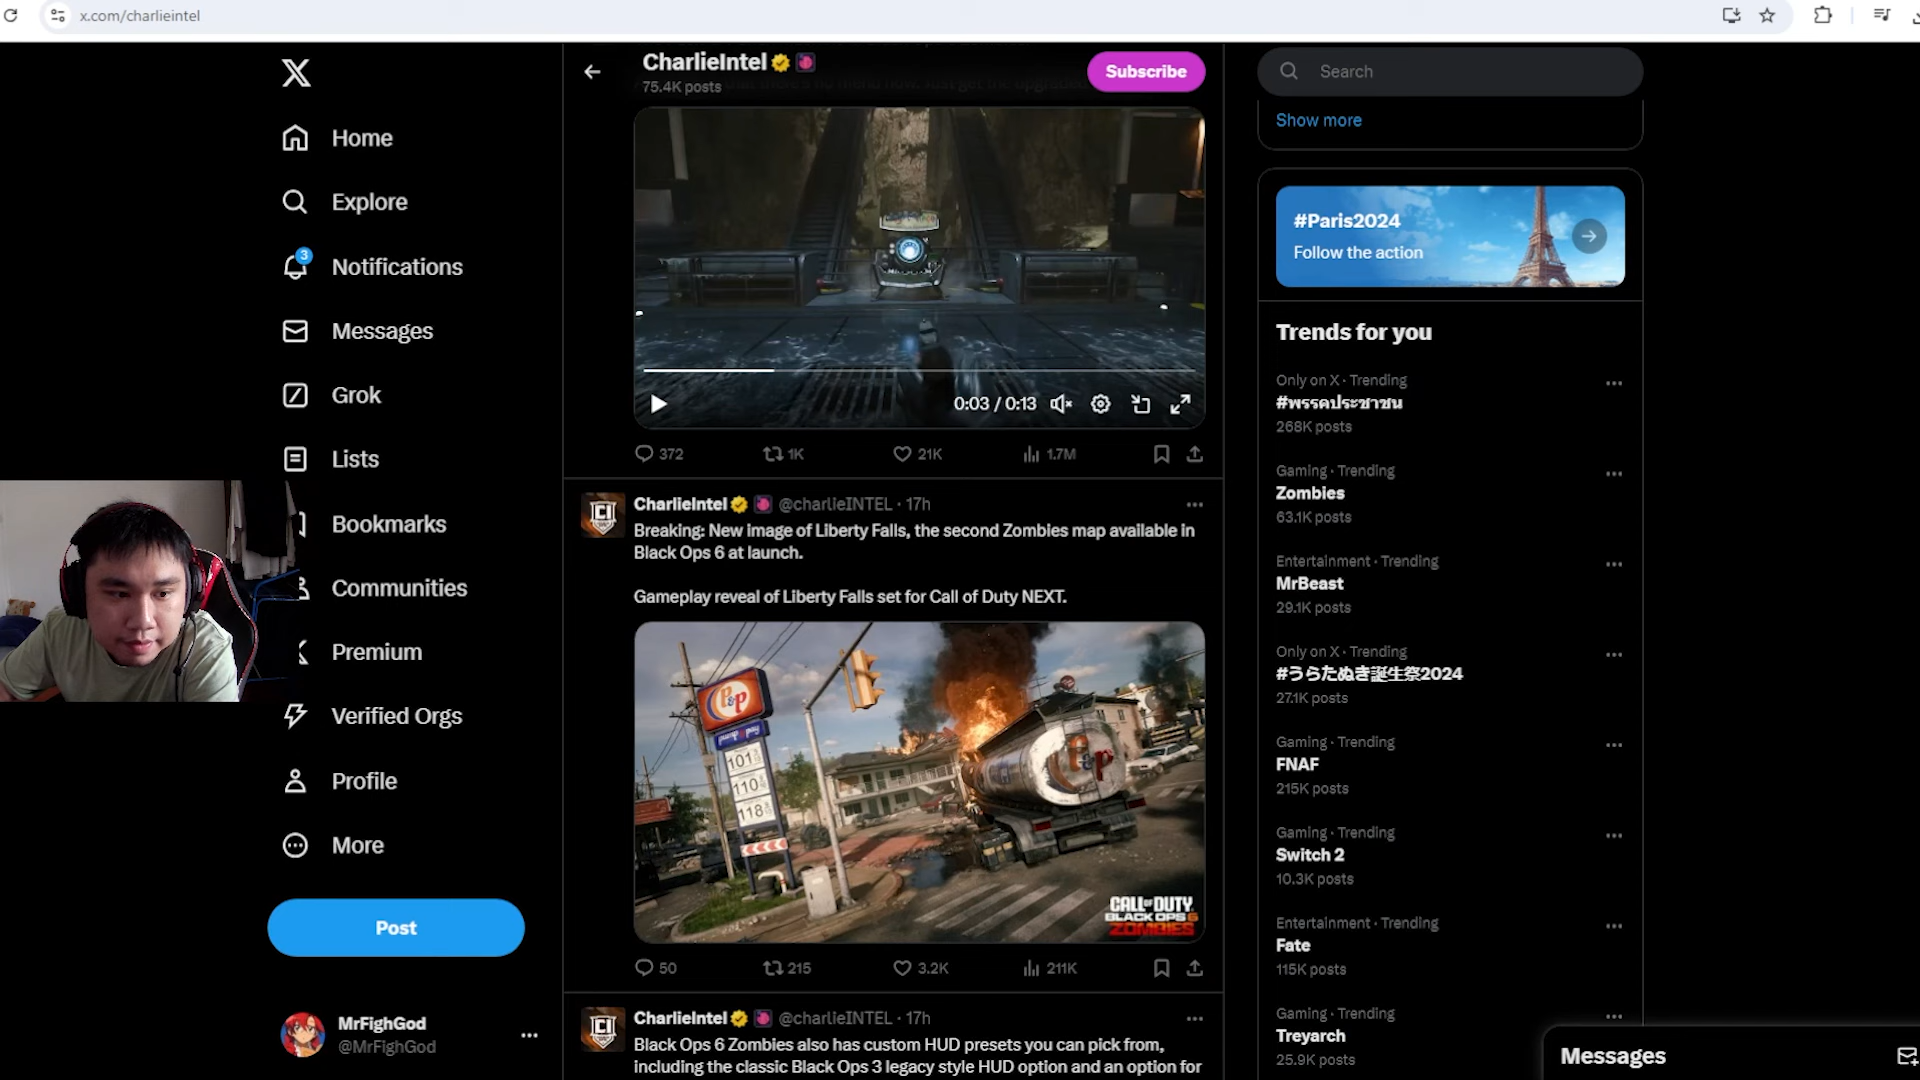 x.com/charlieintel
Home
Explore
3
Notifications
Messages
Grok
Lists
Bookmarks
Communities
Premium
Verified Orgs
Profile
More
Post
MrFighGod
@MrFighGod
CharlieIntel
75.4K posts
Subscribe
0:03 / 0:13
372
1K
21K
1.7M
CharlieIntel @charlieINTEL · 17h
Breaking: New image of Liberty Falls, the second Zombies map available in
Black Ops 6 at launch.
Gameplay reveal of Liberty Falls set for Call of Duty NEXT.
P&P
101
110
118
CALL OF DUTY
BLACK OPS 6
ZOMBIES
50
215
3.2K
211K
CharlieIntel @charlieINTEL · 17h
Black Ops 6 Zombies also has custom HUD presets you can pick from,
including the classic Black Ops 3 legacy style HUD option and an option for
Search
Show more
#Paris2024
Follow the action
Trends for you
Only on X · Trending
#พรรคประชาชน
268K posts
Gaming · Trending
Zombies
63.1K posts
Entertainment · Trending
MrBeast
29.1K posts
Only on X · Trending
#うらたぬき誕生祭2024
27.1K posts
Gaming · Trending
FNAF
215K posts
Gaming · Trending
Switch 2
10.3K posts
Entertainment · Trending
Fate
115K posts
Gaming · Trending
Treyarch
25.9K posts
Messages